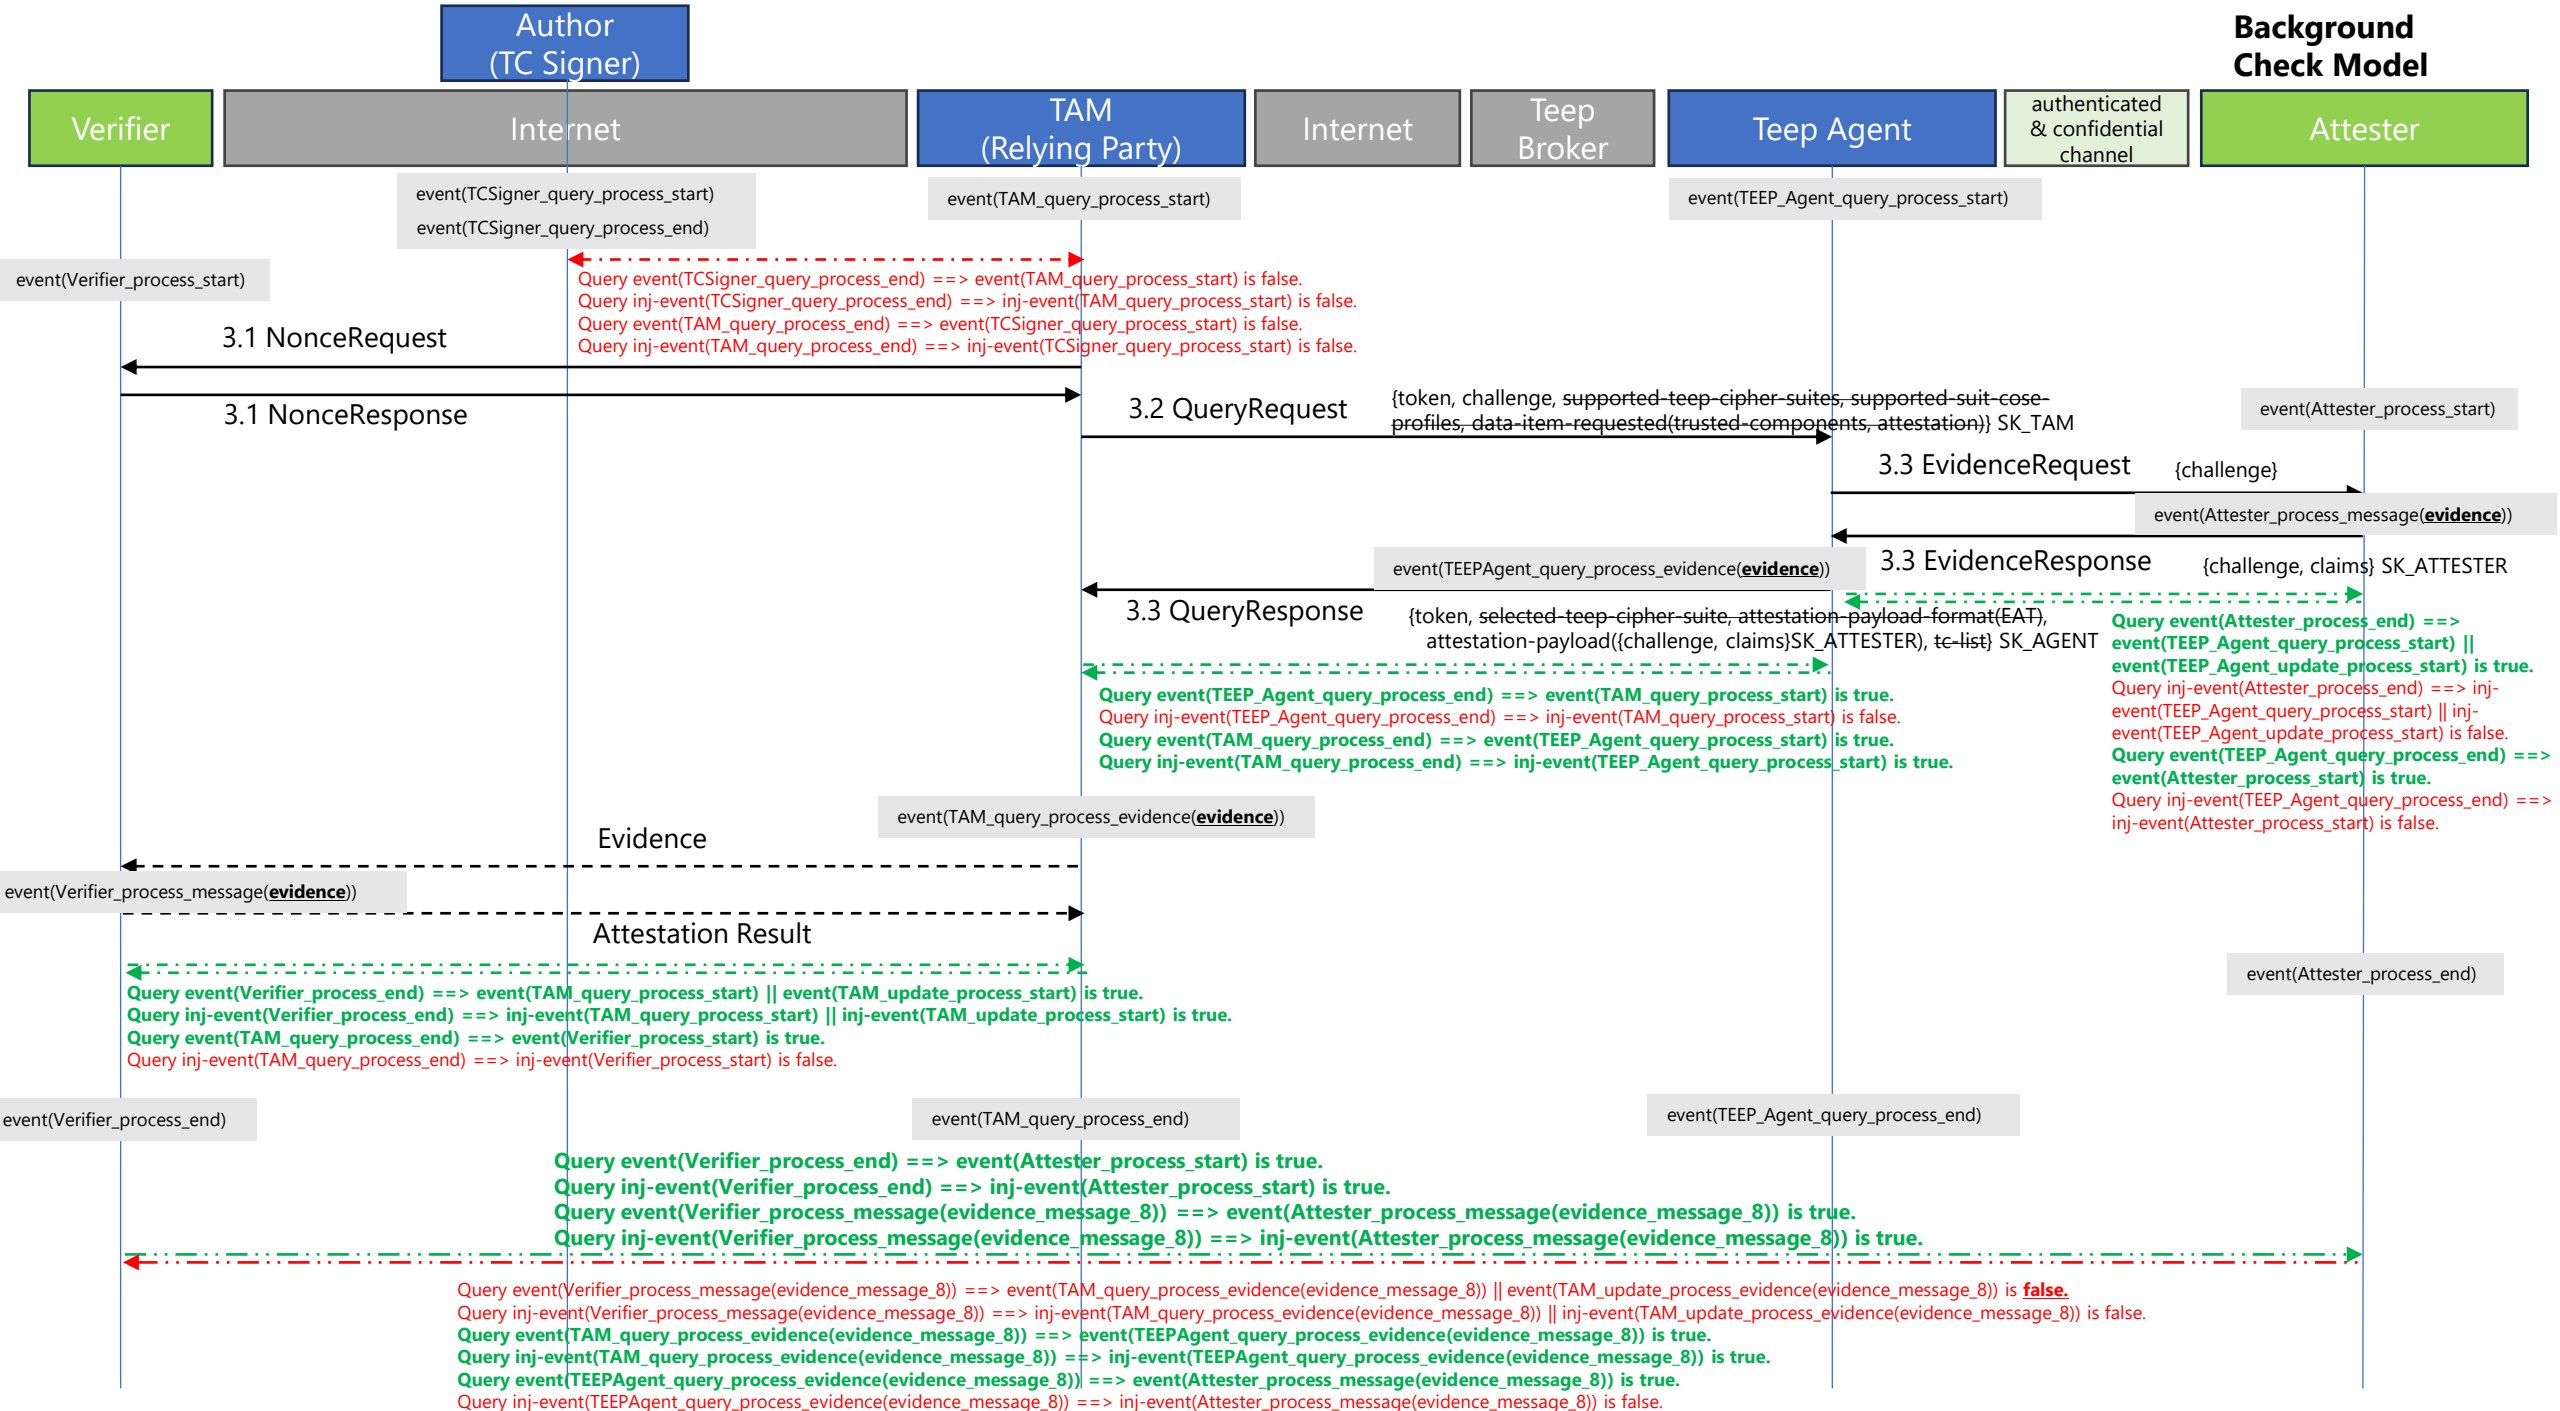 Author
(TC Signer)
Background
Check Model
Verifier
Internet
TAM
(Relying Party)
Internet
Teep
Broker
Teep Agent
authenticated
& confidential
channel
Attester
event(TCSigner_query_process_start)
event(TCSigner_query_process_end)
event(TAM_query_process_start)
event(TEEP_Agent_query_process_start)
event(Verifier_process_start)
Query event(TCSigner_query_process_end) ==> event(TAM_query_process_start) is false.
Query inj-event(TCSigner_query_process_end) ==> inj-event(TAM_query_process_start) is false.
Query event(TAM_query_process_end) ==> event(TCSigner_query_process_start) is false.
Query inj-event(TAM_query_process_end) ==> inj-event(TCSigner_query_process_start) is false.
3.1 NonceRequest
3.1 NonceResponse
3.2 QueryRequest
{token, challenge, supported-teep-cipher-suites, supported-suit-cose-
profiles, data-item-requested(trusted-components, attestation)} SK_TAM
event(Attester_process_start)
3.3 EvidenceRequest
{challenge}
event(Attester_process_message(evidence))
3.3 EvidenceResponse
{challenge, claims} SK_ATTESTER
event(TEEPAgent_query_process_evidence(evidence))
3.3 QueryResponse
{token, selected-teep-cipher-suite, attestation-payload-format(EAT),
attestation-payload({challenge, claims}SK_ATTESTER), tc-list} SK_AGENT
Query event(Attester_process_end) ==>
event(TEEP_Agent_query_process_start) ||
event(TEEP_Agent_update_process_start) is true.
Query inj-event(Attester_process_end) ==> inj-
event(TEEP_Agent_query_process_start) || inj-
event(TEEP_Agent_update_process_start) is false.
Query event(TEEP_Agent_query_process_end) ==>
event(Attester_process_start) is true.
Query inj-event(TEEP_Agent_query_process_end) ==>
inj-event(Attester_process_start) is false.
Query event(TEEP_Agent_query_process_end) ==> event(TAM_query_process_start) is true.
Query inj-event(TEEP_Agent_query_process_end) ==> inj-event(TAM_query_process_start) is false.
Query event(TAM_query_process_end) ==> event(TEEP_Agent_query_process_start) is true.
Query inj-event(TAM_query_process_end) ==> inj-event(TEEP_Agent_query_process_start) is true.
event(TAM_query_process_evidence(evidence))
Evidence
event(Verifier_process_message(evidence))
Attestation Result
event(Attester_process_end)
Query event(Verifier_process_end) ==> event(TAM_query_process_start) || event(TAM_update_process_start) is true.
Query inj-event(Verifier_process_end) ==> inj-event(TAM_query_process_start) || inj-event(TAM_update_process_start) is true.
Query event(TAM_query_process_end) ==> event(Verifier_process_start) is true.
Query inj-event(TAM_query_process_end) ==> inj-event(Verifier_process_start) is false.
event(Verifier_process_end)
event(TAM_query_process_end)
event(TEEP_Agent_query_process_end)
Query event(Verifier_process_end) ==> event(Attester_process_start) is true.
Query inj-event(Verifier_process_end) ==> inj-event(Attester_process_start) is true.
Query event(Verifier_process_message(evidence_message_8)) ==> event(Attester_process_message(evidence_message_8)) is true.
Query inj-event(Verifier_process_message(evidence_message_8)) ==> inj-event(Attester_process_message(evidence_message_8)) is true.
Query event(Verifier_process_message(evidence_message_8)) ==> event(TAM_query_process_evidence(evidence_message_8)) || event(TAM_update_process_evidence(evidence_message_8)) is false.
Query inj-event(Verifier_process_message(evidence_message_8)) ==> inj-event(TAM_query_process_evidence(evidence_message_8)) || inj-event(TAM_update_process_evidence(evidence_message_8)) is false.
Query event(TAM_query_process_evidence(evidence_message_8)) ==> event(TEEPAgent_query_process_evidence(evidence_message_8)) is true.
Query inj-event(TAM_query_process_evidence(evidence_message_8)) ==> inj-event(TEEPAgent_query_process_evidence(evidence_message_8)) is true.
Query event(TEEPAgent_query_process_evidence(evidence_message_8)) ==> event(Attester_process_message(evidence_message_8)) is true.
Query inj-event(TEEPAgent_query_process_evidence(evidence_message_8)) ==> inj-event(Attester_process_message(evidence_message_8)) is false.